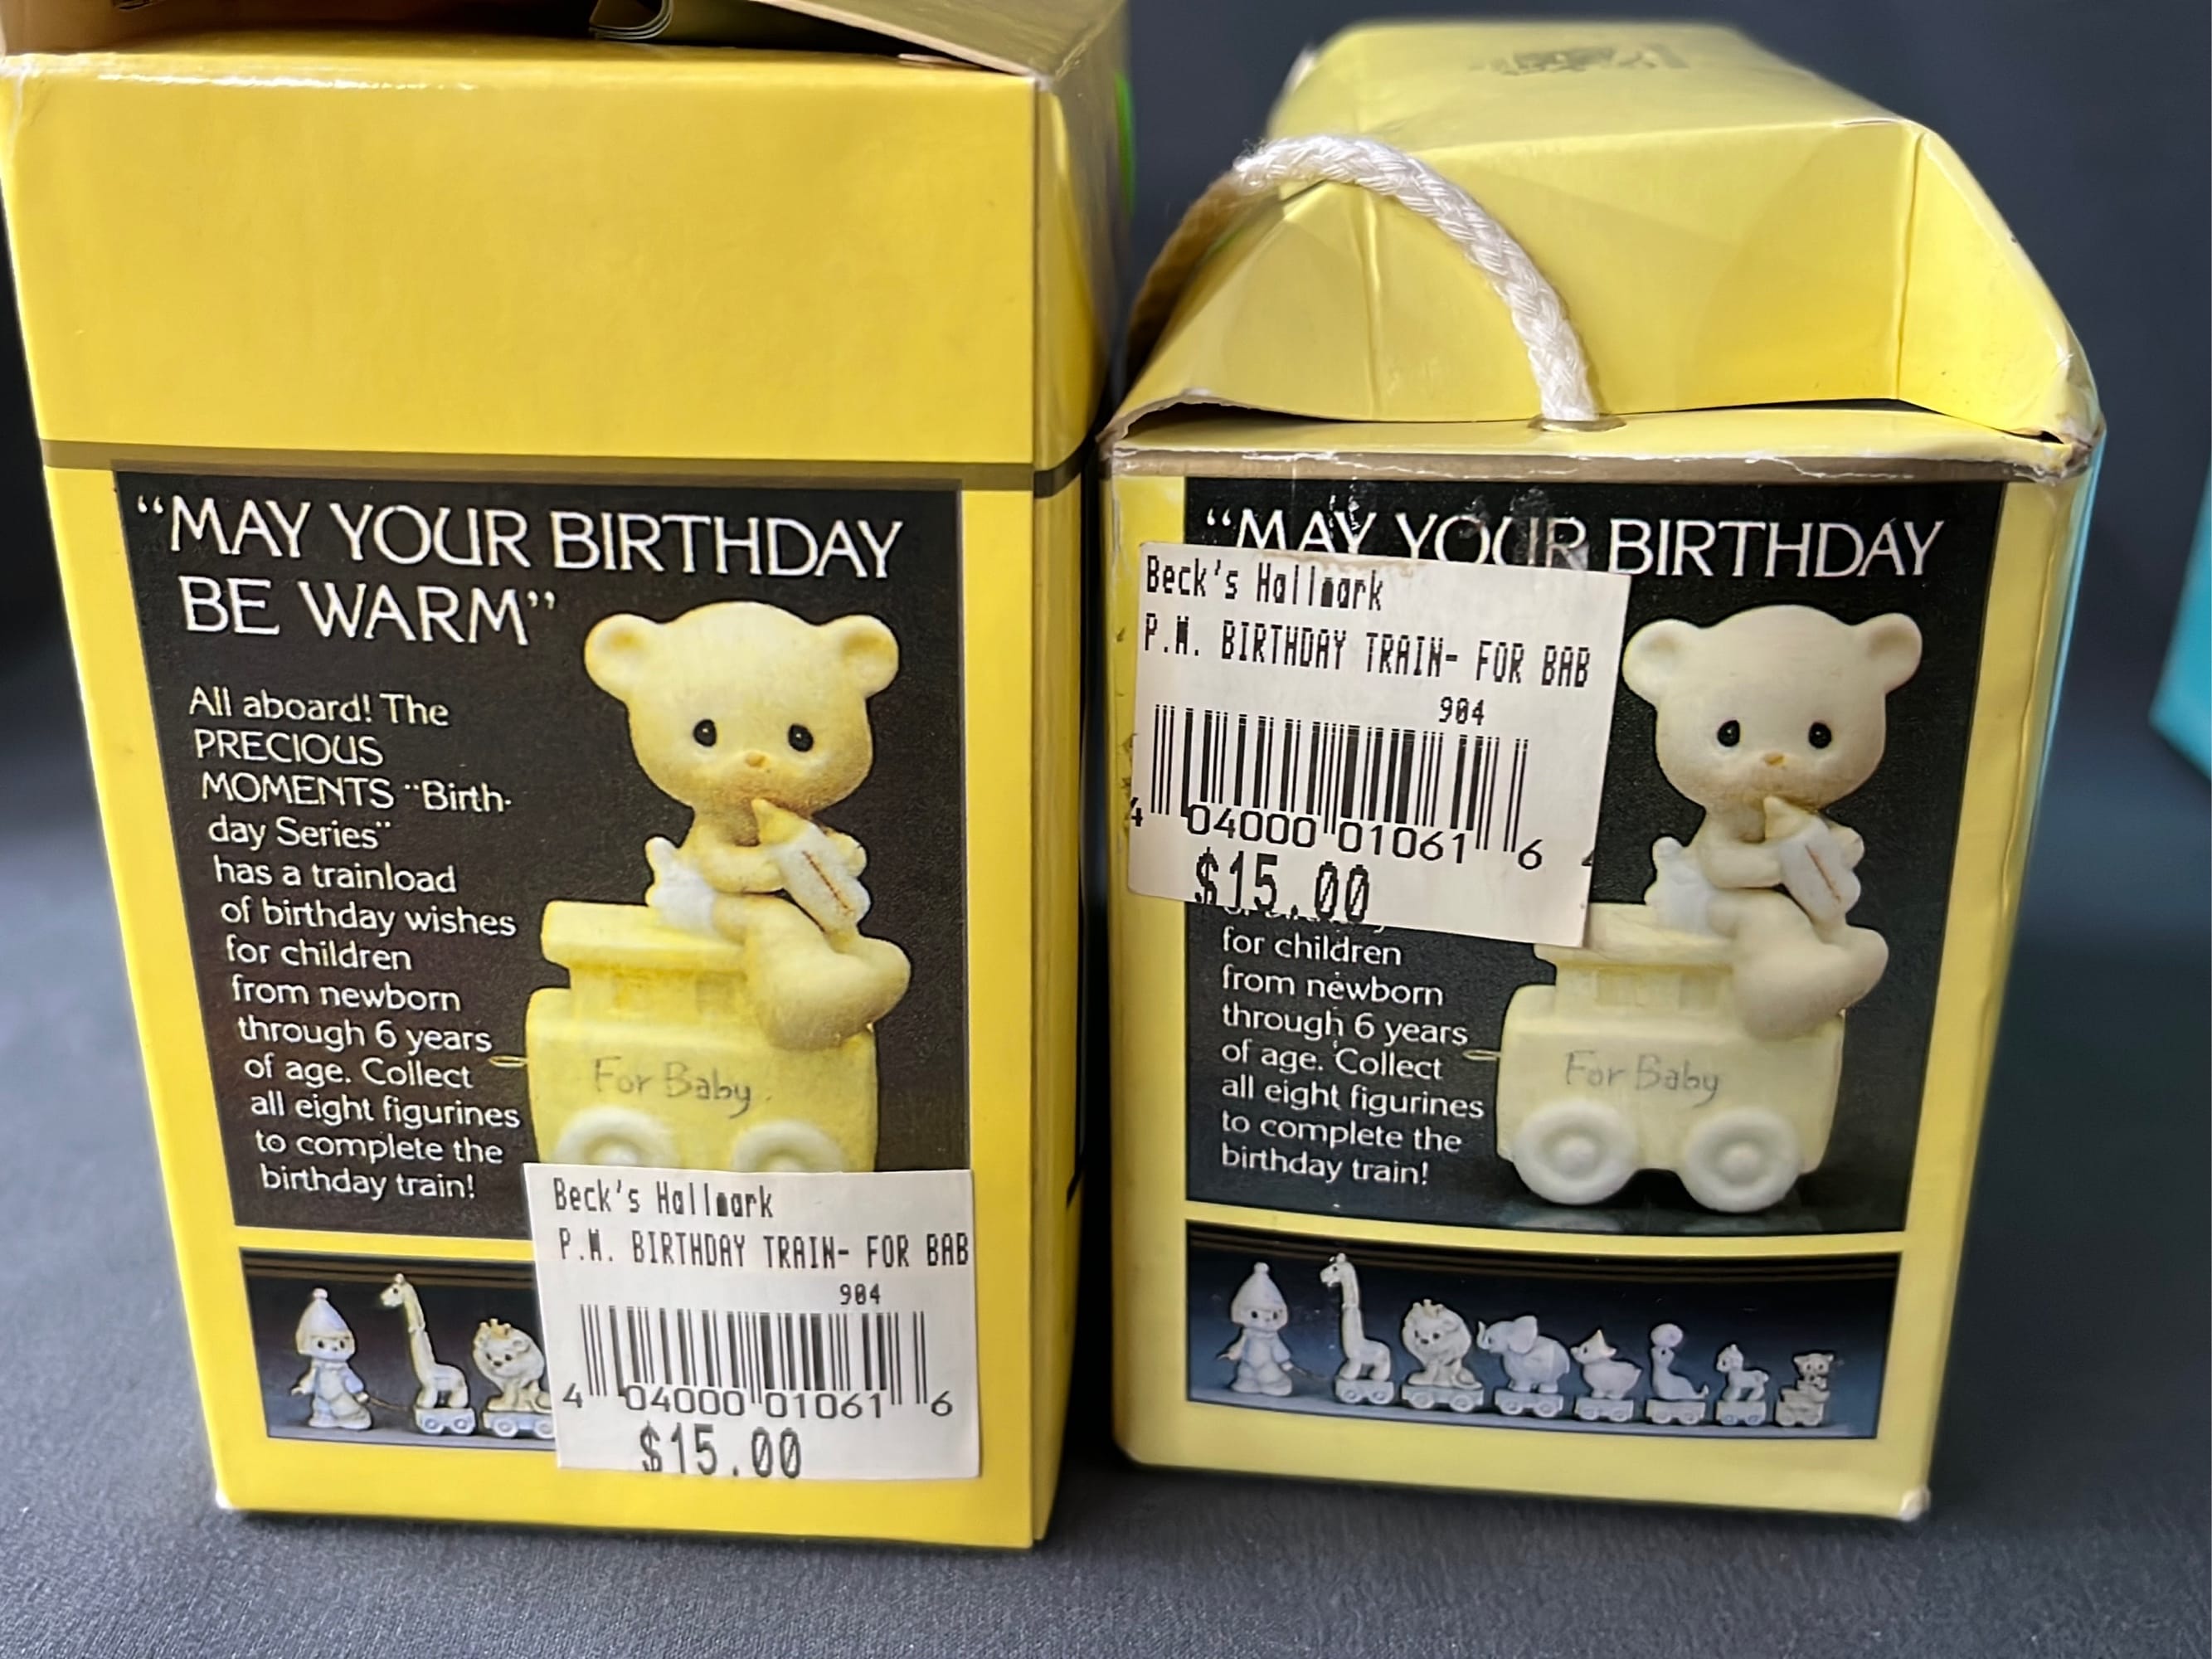 “MAY YOUR BIRTHDAY
BE WARM”
All aboard! The
PRECIOUS
MOMENTS “Birth-
day Series”
has a trainload
of birthday wishes
for children
from newborn
through 6 years
of age. Collect
all eight figurines
to complete the
birthday train!
For Baby
Beck's Hallmark
P.M. BIRTHDAY TRAIN- FOR BAB
904
4 04000 01061 6
$15.00
“MAY YOUR BIRTHDAY
Beck's Hallmark
P.M. BIRTHDAY TRAIN- FOR BAB
904
4 04000 01061 6
$15.00
for children
from newborn
through 6 years
of age. Collect
all eight figurines
to complete the
birthday train!
For Baby